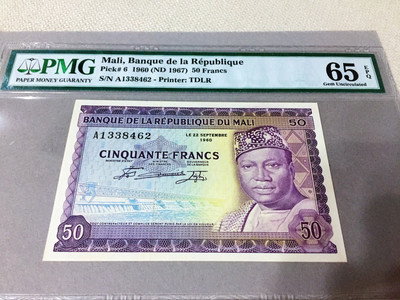 PMG
PAPER MONEY GUARANTY
Mali, Banque de la République
Pick# 6 1960 (ND 1967) 50 Francs
S/N A1338462 - Printer: TDLR
65 EPQ
Gem Uncirculated
BANQUE DE LA RÉPUBLIQUE DU MALI
50
A1338462
LE 22 SEPTEMBRE
1960
CINQUANTE FRANCS
50
50